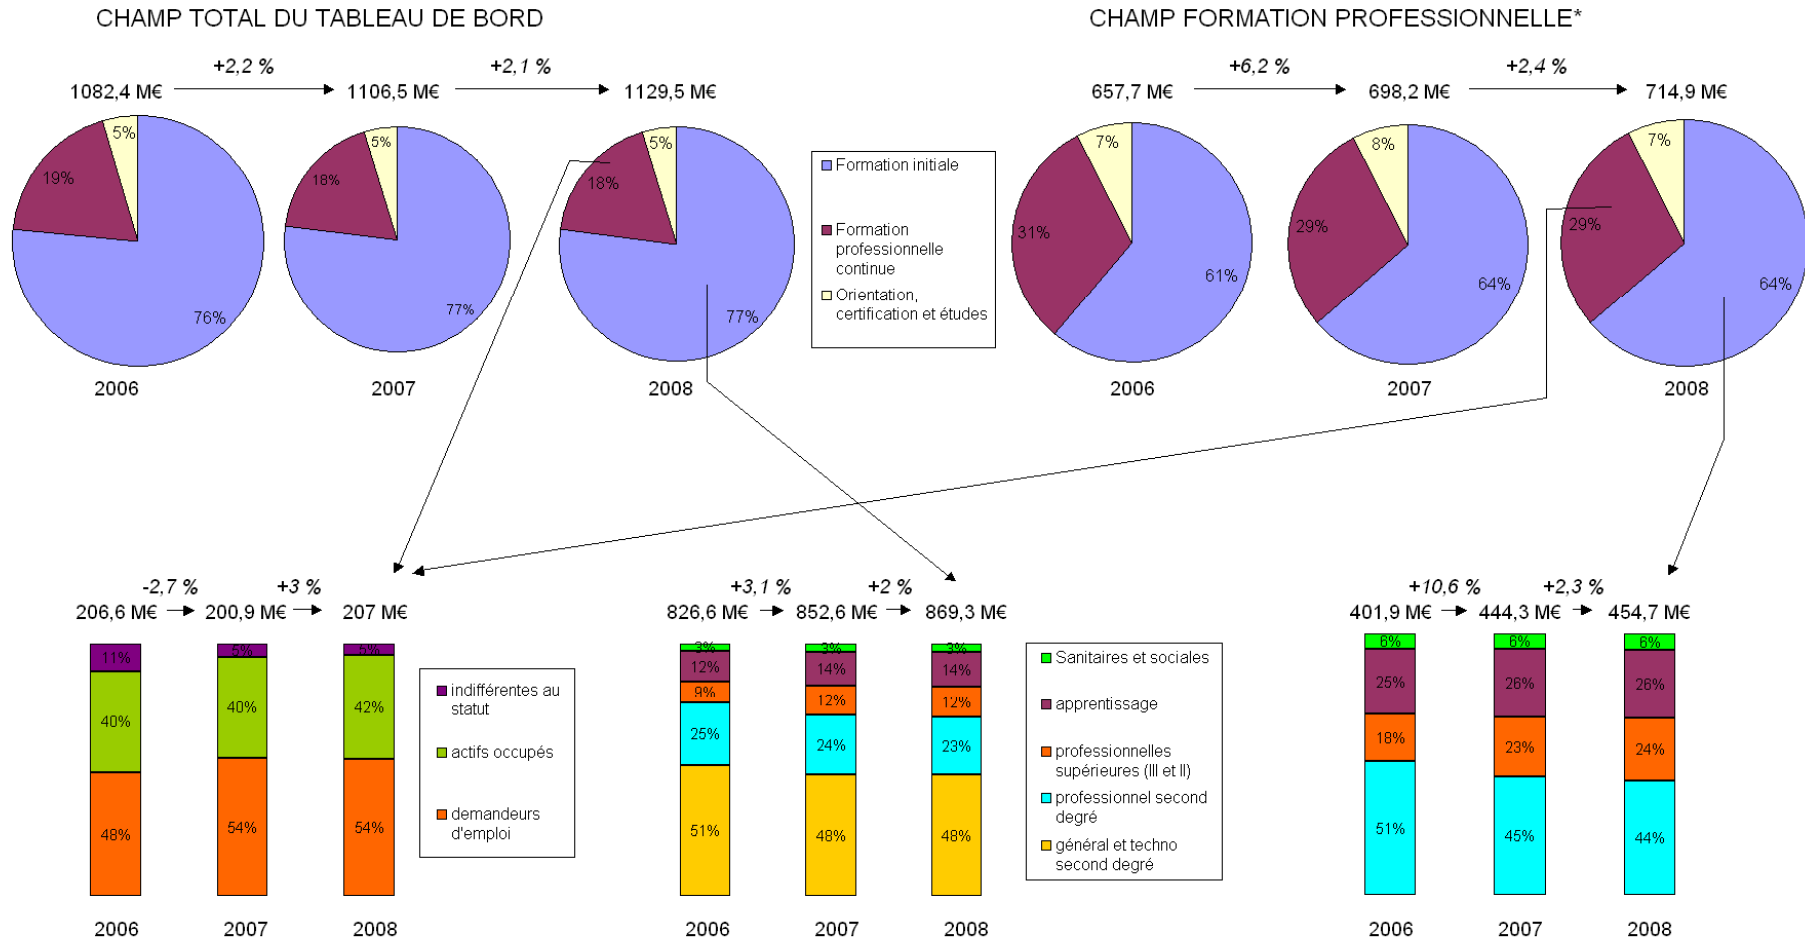 CHAMP TOTAL DU TABLEAU DE BORD
CHAMP FORMATION PROFESSIONNELLE*
+2,2 %
+2,1 %
1082,4 M€
1106,5 M€
1129,5 M€
+6,2 %
+2,4 %
657,7 M€
698,2 M€
714,9 M€
5%
19%
76%
5%
18%
77%
5%
18%
77%
Formation initiale
Formation
professionnelle
continue
Orientation,
certification et études
7%
31%
61%
8%
29%
64%
7%
29%
64%
2006
2007
2008
2006
2007
2008
-2,7 %
+3 %
206,6 M€
200,9 M€
207 M€
11%
40%
48%
5%
40%
54%
5%
42%
54%
indifférentes au
statut
actifs occupés
demandeurs
d'emploi
2006
2007
2008
+3,1 %
+2 %
826,6 M€
852,6 M€
869,3 M€
3%
12%
9%
25%
51%
3%
14%
12%
24%
48%
3%
14%
12%
23%
48%
Sanitaires et sociales
apprentissage
professionnelles
supérieures (III et II)
professionnel second
degré
général et techno
second degré
2006
2007
2008
+10,6 %
+2,3 %
401,9 M€
444,3 M€
454,7 M€
6%
25%
18%
51%
6%
26%
23%
45%
6%
26%
24%
44%
2006
2007
2008